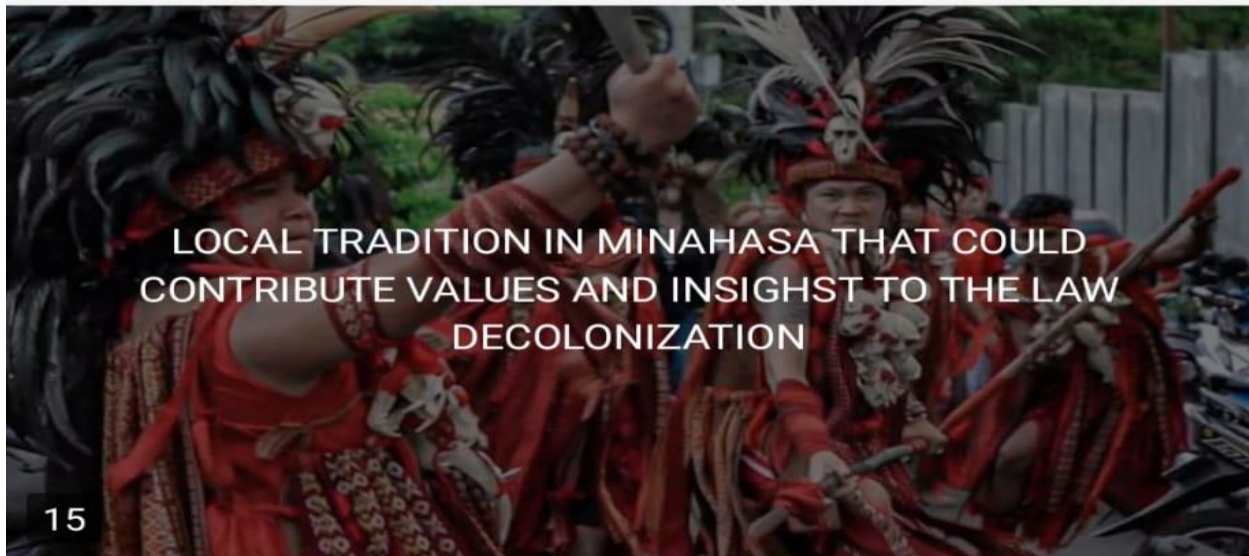 LOCAL TRADITION IN MINAHASA THAT COULD
CONTRIBUTE VALUES AND INSIGHST TO THE LAW
DECOLONIZATION
15